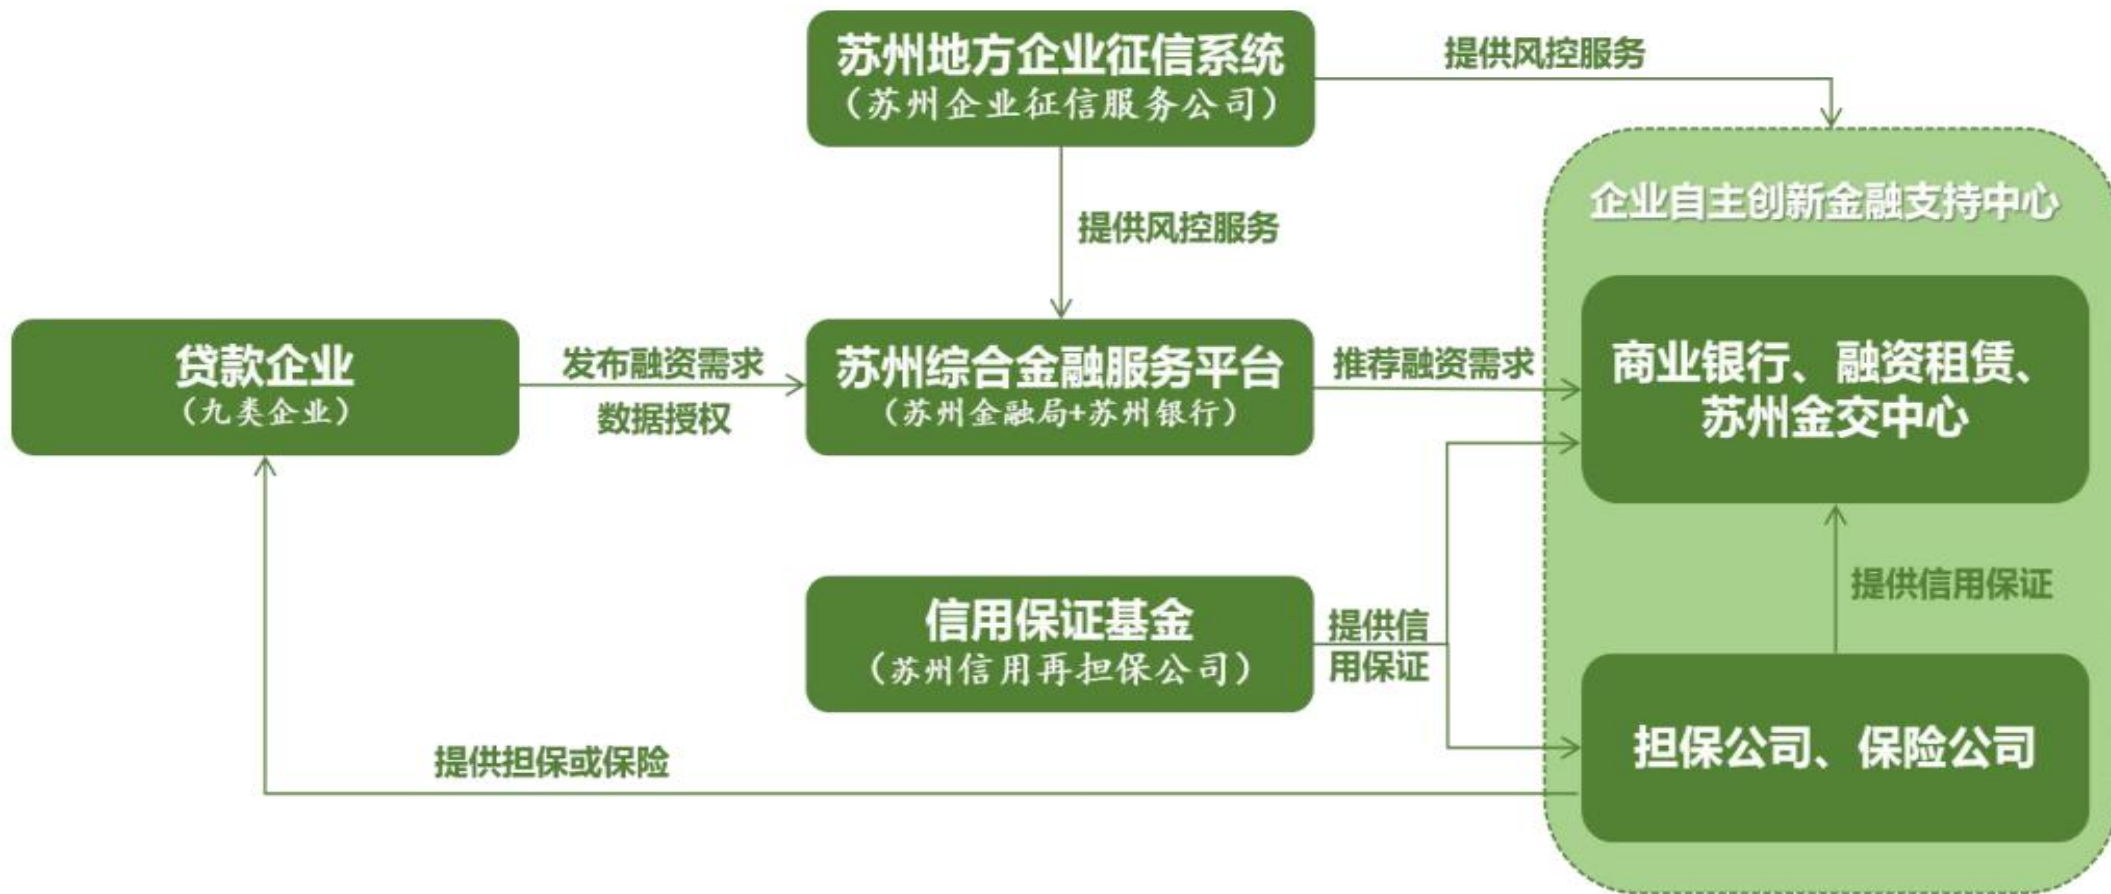 苏州地方企业征信系统
（苏州企业征信服务公司）
提供风控服务
企业自主创新金融支持中心
提供风控服务
贷款企业
（九类企业）
发布融资需求
数据授权
苏州综合金融服务平台
（苏州金融局+苏州银行）
推荐融资需求
商业银行、融资租赁、
苏州金交中心
信用保证基金
（苏州信用再担保公司）
提供信
用保证
提供信用保证
担保公司、保险公司
提供担保或保险